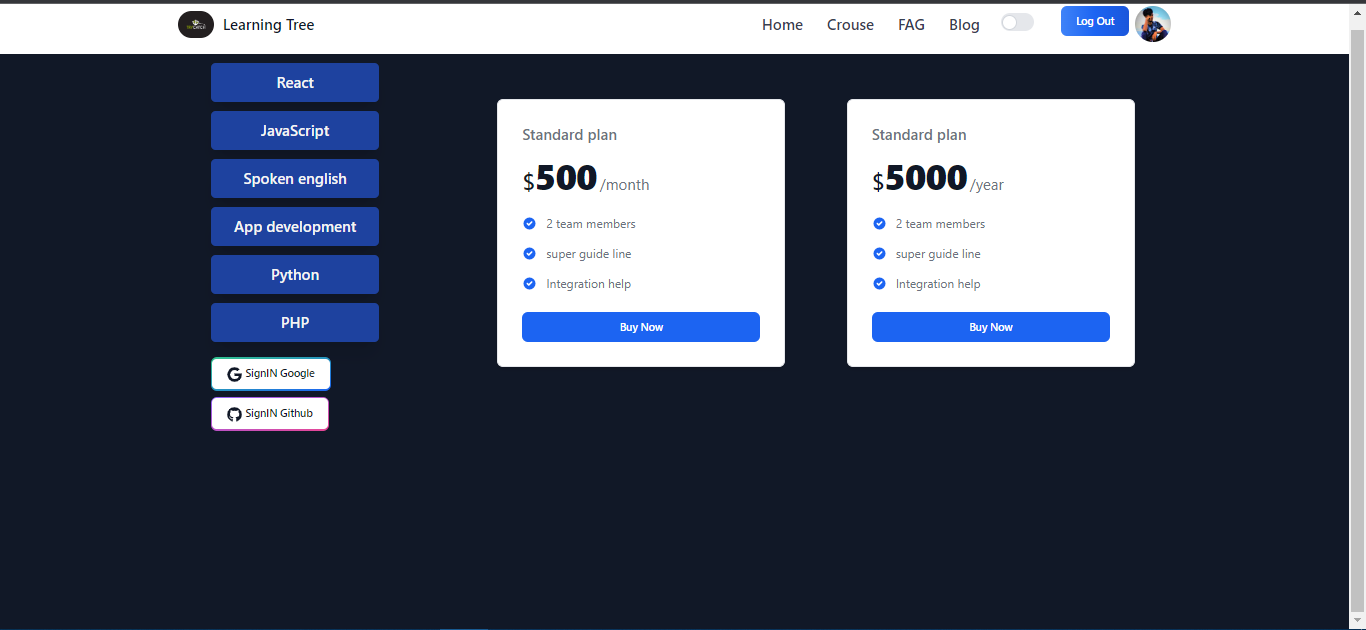 Learning Tree
Home Crouse FAG Blog
Log Out
React
JavaScript
Spoken english
App development
Python
PHP
SignIN Google
SignIN Github
Standard plan
$500/month
2 team members
super guide line
Integration help
Buy Now
Standard plan
$5000/year
2 team members
super guide line
Integration help
Buy Now